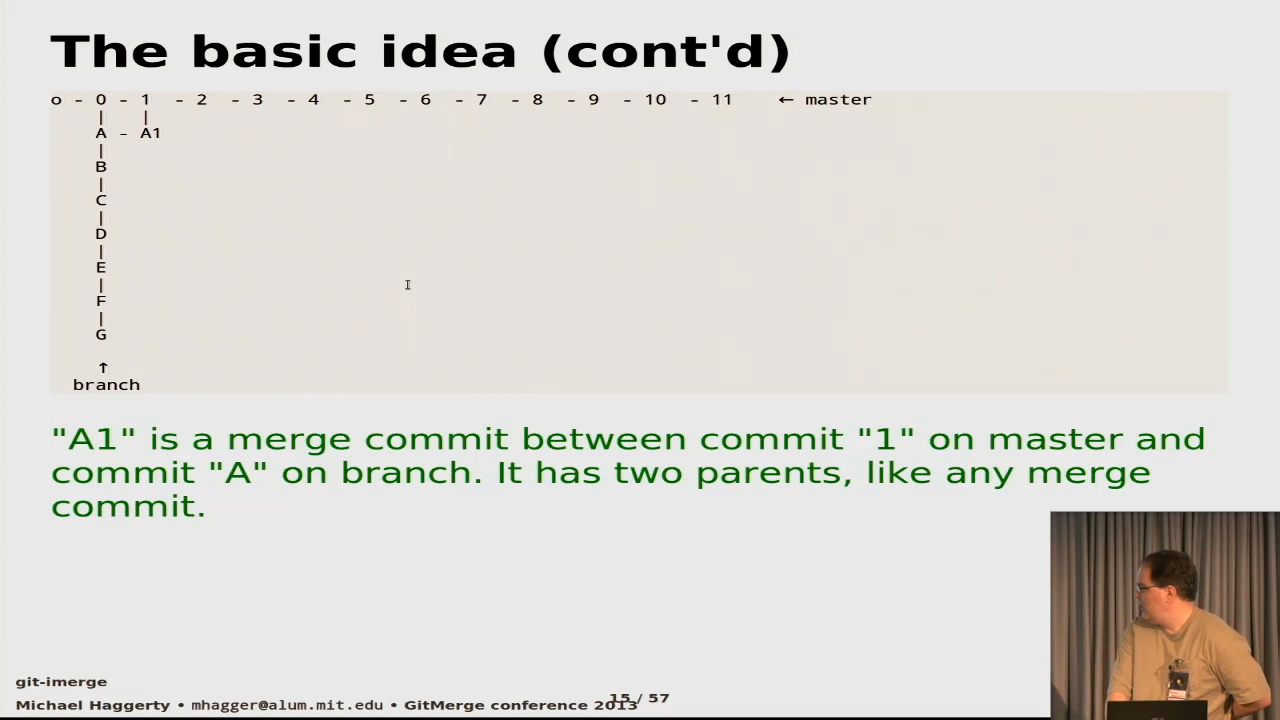 The basic idea (cont'd)
o - 0 - 1 - 2 - 3 - 4 - 5 - 6 - 7 - 8 - 9 - 10 - 11 ← master
| |
A - A1
|
B
|
C
|
D
|
E
|
F
|
G
↑
branch
"A1" is a merge commit between commit "1" on master and
commit "A" on branch. It has two parents, like any merge
commit.
git-imerge
Michael Haggerty • mhagger@alum.mit.edu • GitMerge conference 2013
15 / 57